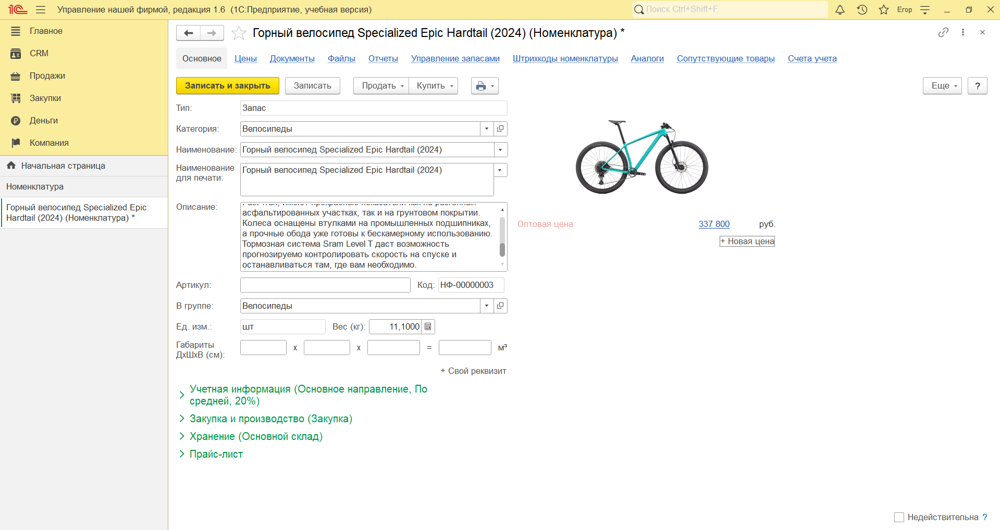 1С Управление нашей фирмой, редакция 1.6 (1С:Предприятие, учебная версия)
Поиск Ctrl+Shift+F
Егор
Главное
CRM
Продажи
Закупки
Деньги
Компания
Начальная страница
Номенклатура
Горный велосипед Specialized Epic
Hardtail (2024) (Номенклатура) *
Горный велосипед Specialized Epic Hardtail (2024) (Номенклатура) *
Основное Цены Документы Файлы Отчеты Управление запасами Штрихкоды номенклатуры Аналоги Сопутствующие товары Счета учета
Записать и закрыть Записать Продать Купить Еще ?
Тип: Запас
Категория: Велосипеды
Наименование: Горный велосипед Specialized Epic Hardtail (2024)
Наименование
для печати:
Горный велосипед Specialized Epic Hardtail (2024)
Описание:
асфальтированных участках, так и на грунтовом покрытии.
Колеса оснащены втулками на промышленных подшипниках,
а прочные обода уже готовы к бескамерному использованию.
Тормозная система Sram Level T даст возможность
прогнозируемо контролировать скорость на спуске и
останавливаться там, где вам необходимо.
Артикул: Код: НФ-00000003
В группе: Велосипеды
Ед. изм.: шт Вес (кг): 11,1000
Габариты
ДхШхВ (см):
x x = м³
+ Свой реквизит
Учетная информация (Основное направление, По
средней, 20%)
Закупка и производство (Закупка)
Хранение (Основной склад)
Прайс-лист
Оптовая цена 337 800 руб.
+ Новая цена
Недействительна ?